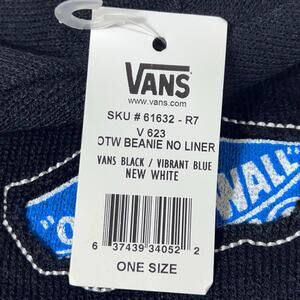 VANS
www.vans.com
SKU # 61632 - R7
V 623
OTW BEANIE NO LINER
VANS BLACK / VIBRANT BLUE
NEW WHITE
"O
WALL"
6 37439 34052 2
ONE SIZE